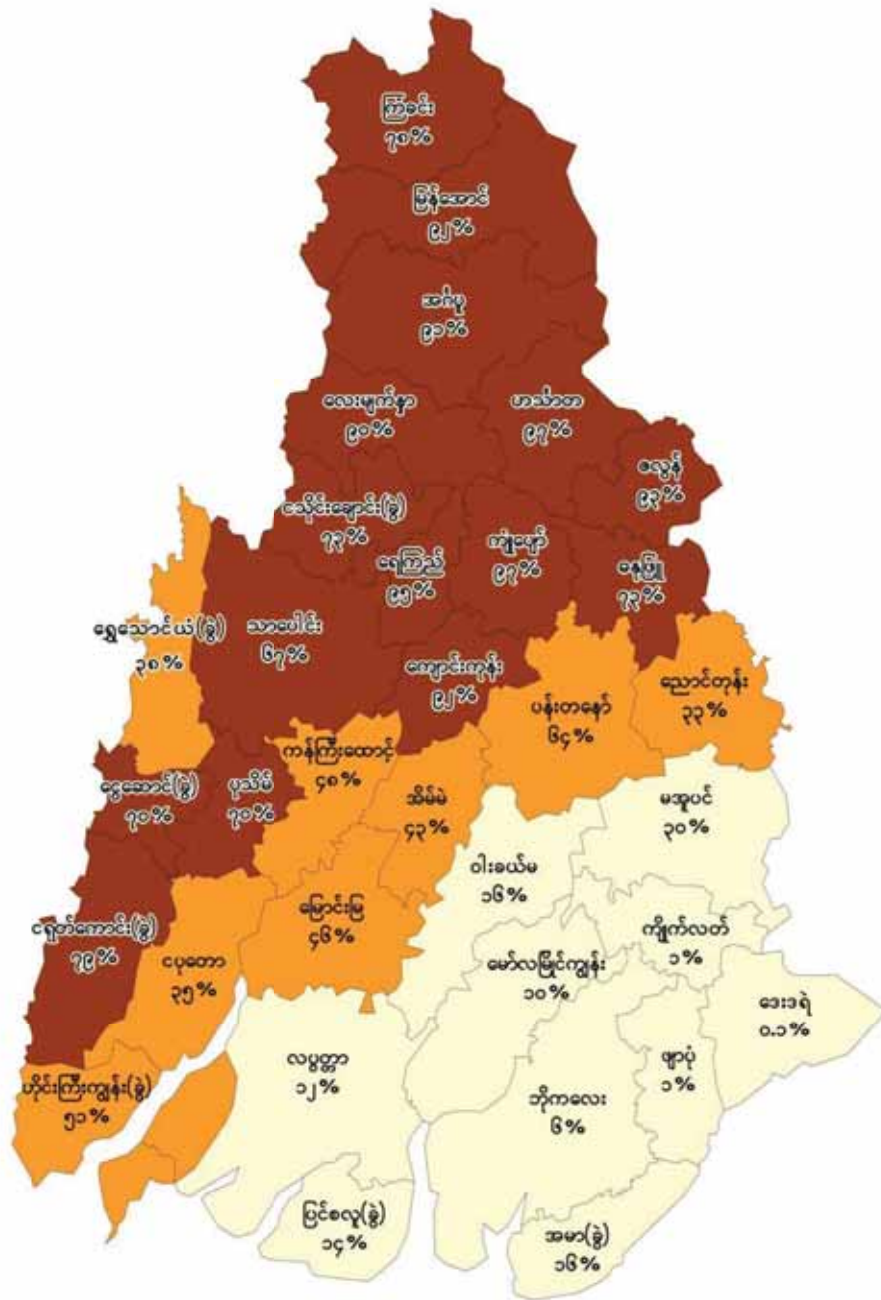 ကြံခင်း
၇၈%
မြန်အောင်
၉၂%
အင်္ဂပူ
၉၁%
လေးမျက်နှာ
၉၀%
ဟင်္သာတ
၉၇%
ဇလွန်
၉၃%
ငသိုင်းချောင်း(ခွဲ)
၇၃%
ရေကြည်
၉၅%
ကျုံပျော်
၉၇%
ဓနုဖြူ
၇၃%
ရွှေသောင်ယံ(ခွဲ)
၃၈%
သာပေါင်း
၆၇%
ကျောင်းကုန်း
၉၂%
ပန်းတနော်
၆၄%
ညောင်တုန်း
၃၃%
ငွေဆောင်(ခွဲ)
၇၀%
ပုသိမ်
၇၀%
ကန်ကြီးထောင့်
၄၈%
အိမ်မဲ
၄၃%
မအူပင်
၃၀%
ဝါးခယ်မ
၁၆%
ငရုတ်ကောင်း(ခွဲ)
၇၉%
ငပုတော
၃၅%
မြောင်းမြ
၄၆%
မော်လမြိုင်ကျွန်း
၁၀%
ကျိုက်လတ်
၁%
ဒေးဒရဲ
၀.၁%
ဟိုင်းကြီးကျွန်း(ခွဲ)
၅၁%
လပွတ္တာ
၁၂%
ဘိုကလေး
၆%
ဖျာပုံ
၁%
ပြင်စလူ(ခွဲ)
၁၄%
အမာ(ခွဲ)
၁၆%